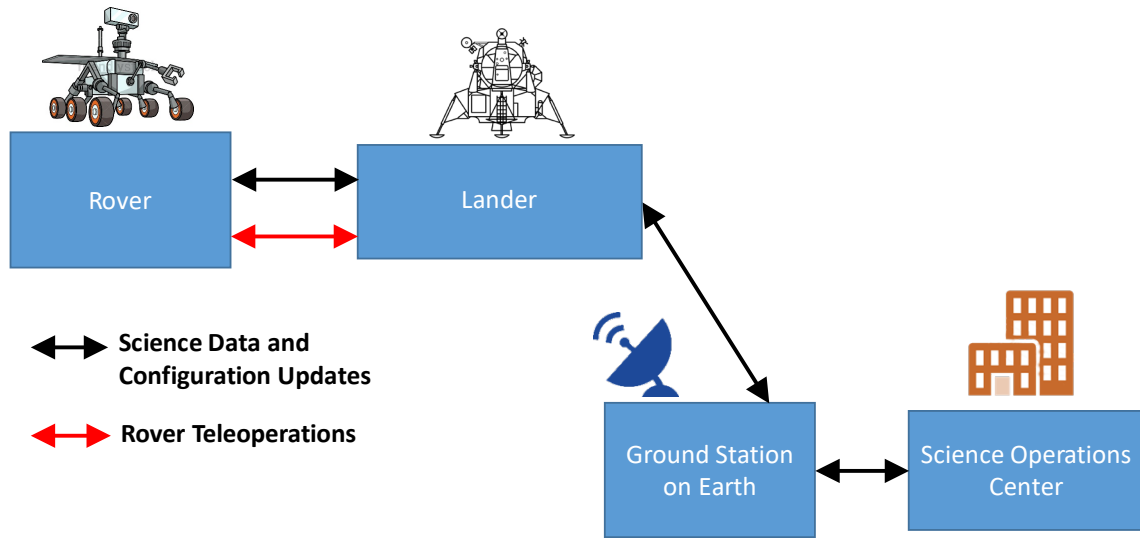 Rover
Lander
Science Data and
Configuration Updates
Rover Teleoperations
Ground Station
on Earth
Science Operations
Center